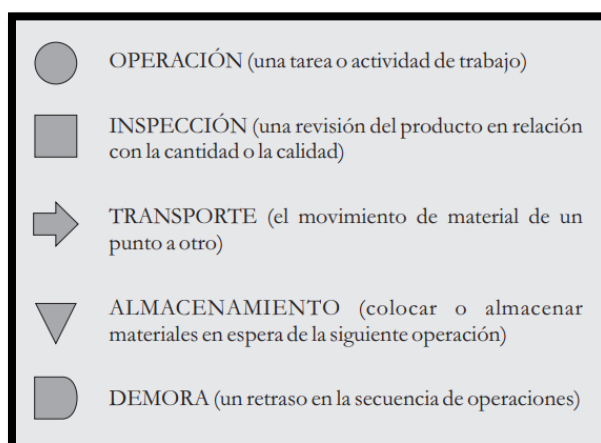 OPERACIÓN (una tarea o actividad de trabajo)
INSPECCIÓN (una revisión del producto en relación
con la cantidad o la calidad)
TRANSPORTE (el movimiento de material de un
punto a otro)
ALMACENAMIENTO (colocar o almacenar
materiales en espera de la siguiente operación)
DEMORA (un retraso en la secuencia de operaciones)